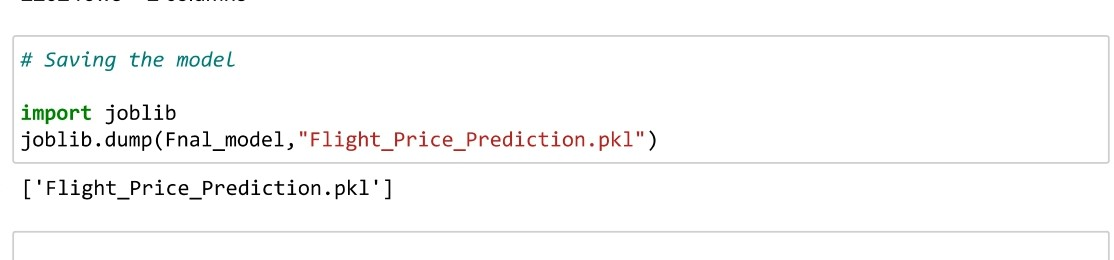 # Saving the model
import joblib
joblib.dump(Fnal_model,"Flight_Price_Prediction.pkl")
['Flight_Price_Prediction.pkl']